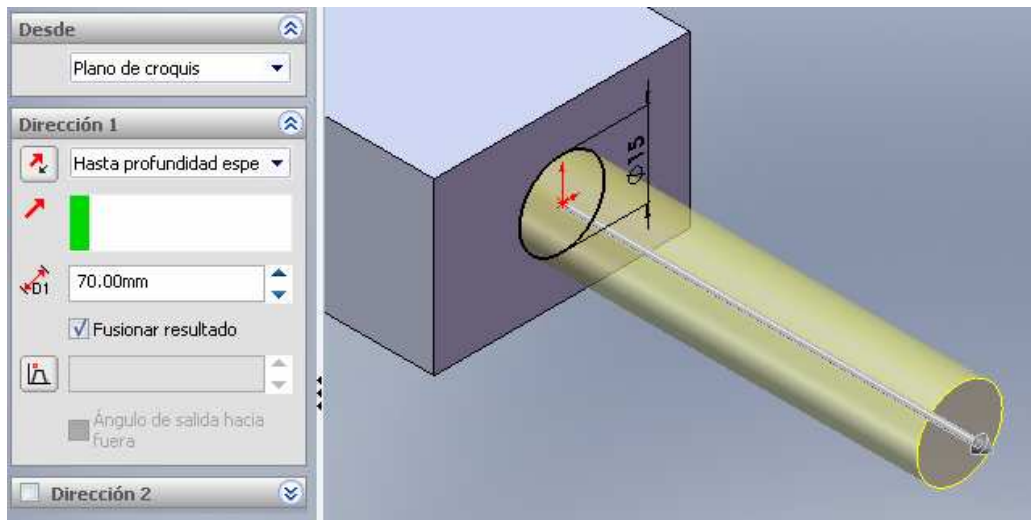 Desde
Plano de croquis
Dirección 1
Hasta profundidad espe
D1
70.00mm
Fusionar resultado
Ángulo de salida hacia
fuera
Dirección 2
Ø15